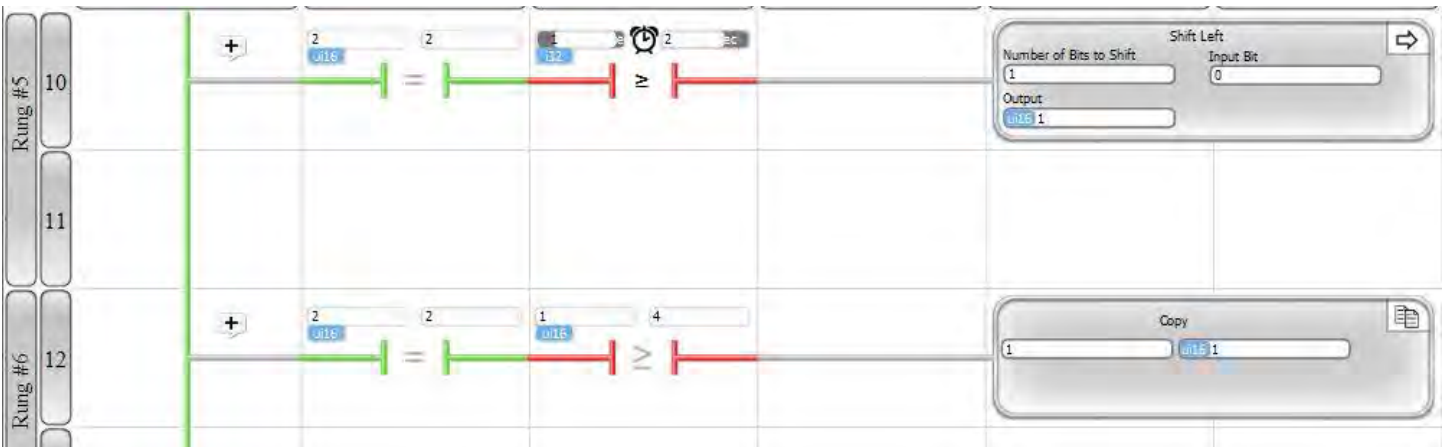 Rung #5
10
+
2
ui16
=
2
1
i32
≥
2
Shift Left
Number of Bits to Shift
Input Bit
1
0
Output
ui16 1
11
Rung #6
12
+
2
ui16
=
2
1
ui16
≥
4
Copy
1
ui16 1